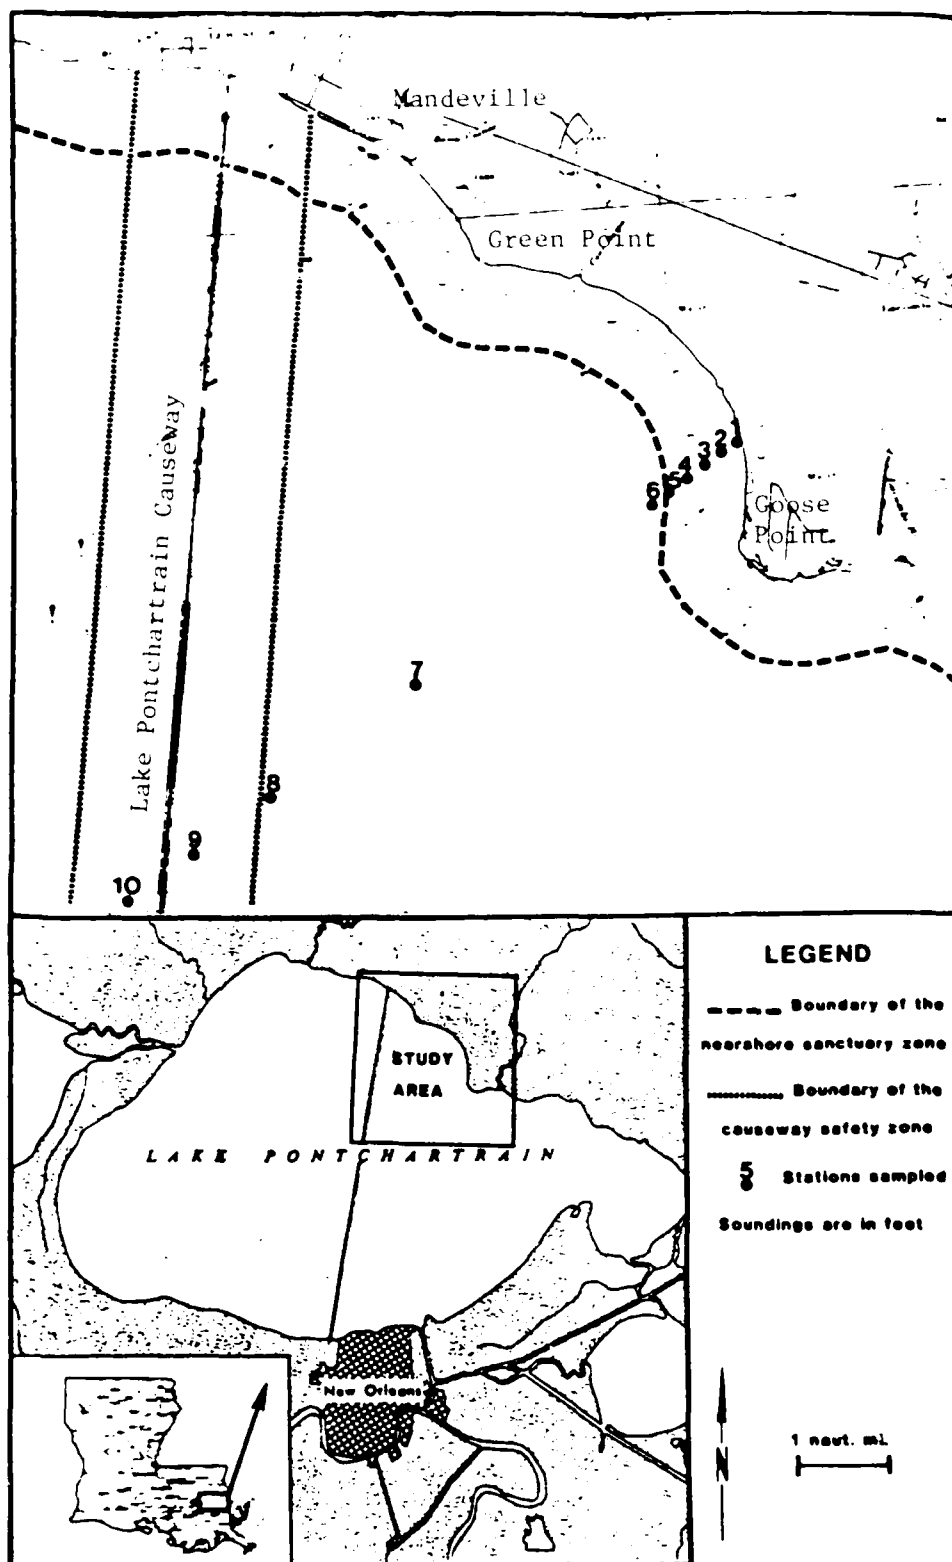 Mandeville
Green Point
Lake Pontchartrain Causeway
1
2
3
4
5
6
Goose
Point
7
8
9
10
LEGEND
Boundary of the
nearshore sanctuary zone
Boundary of the
causeway safety zone
5
Stations sampled
Soundings are in feet
STUDY
AREA
LAKE PONTCHARTRAIN
New Orleans
N
1 naut. mi.